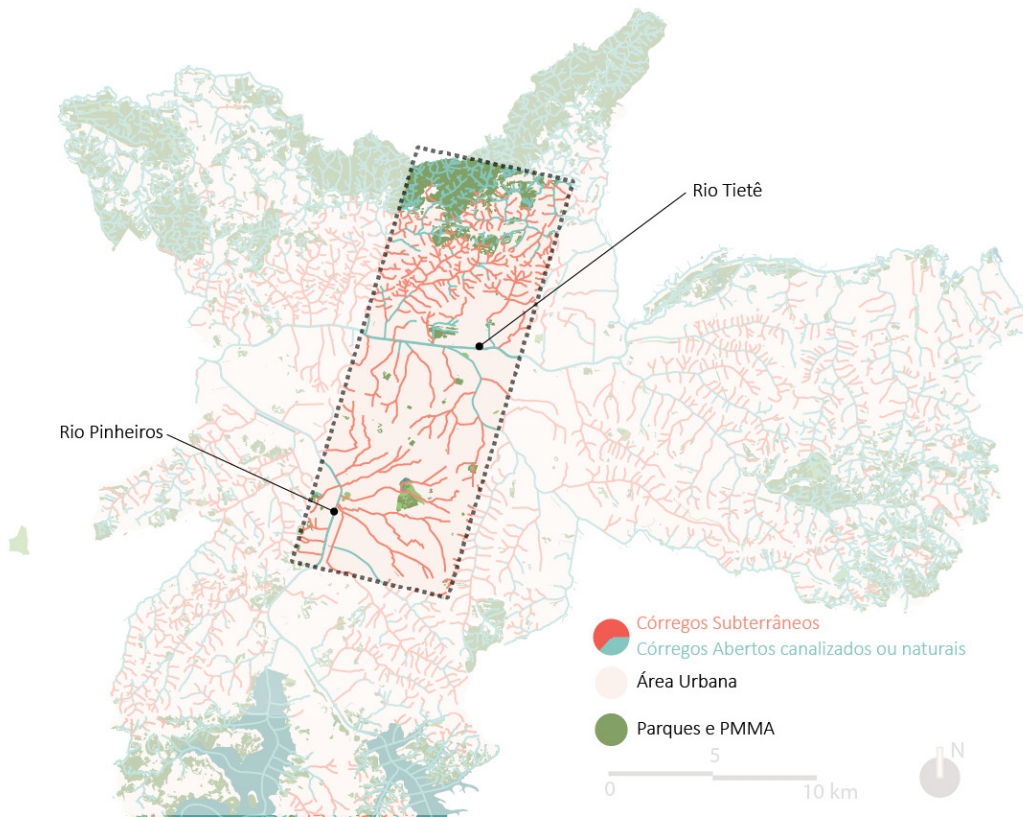 Rio Tietê
Rio Pinheiros
Córregos Subterrâneos
Córregos Abertos canalizados ou naturais
Área Urbana
Parques e PMMA
5
0
10 km
N